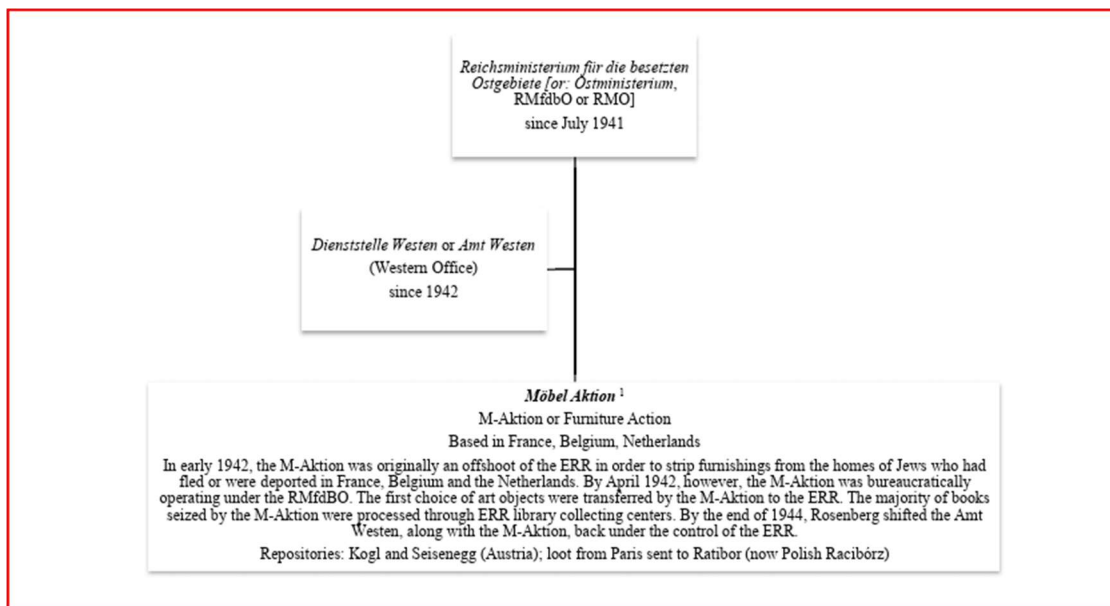 Reichsministerium für die besetzten
Ostgebiete [or: Ostministerium,
RMfdbO or RMO]
since July 1941
Dienststelle Westen or Amt Westen
(Western Office)
since 1942
Möbel Aktion ¹
M-Aktion or Furniture Action
Based in France, Belgium, Netherlands
In early 1942, the M-Aktion was originally an offshoot of the ERR in order to strip furnishings from the homes of Jews who had
fled or were deported in France, Belgium and the Netherlands. By April 1942, however, the M-Aktion was bureaucratically
operating under the RMfdBO. The first choice of art objects were transferred by the M-Aktion to the ERR. The majority of books
seized by the M-Aktion were processed through ERR library collecting centers. By the end of 1944, Rosenberg shifted the Amt
Westen, along with the M-Aktion, back under the control of the ERR.
Repositories: Kogl and Seisenegg (Austria); loot from Paris sent to Ratibor (now Polish Racibórz)